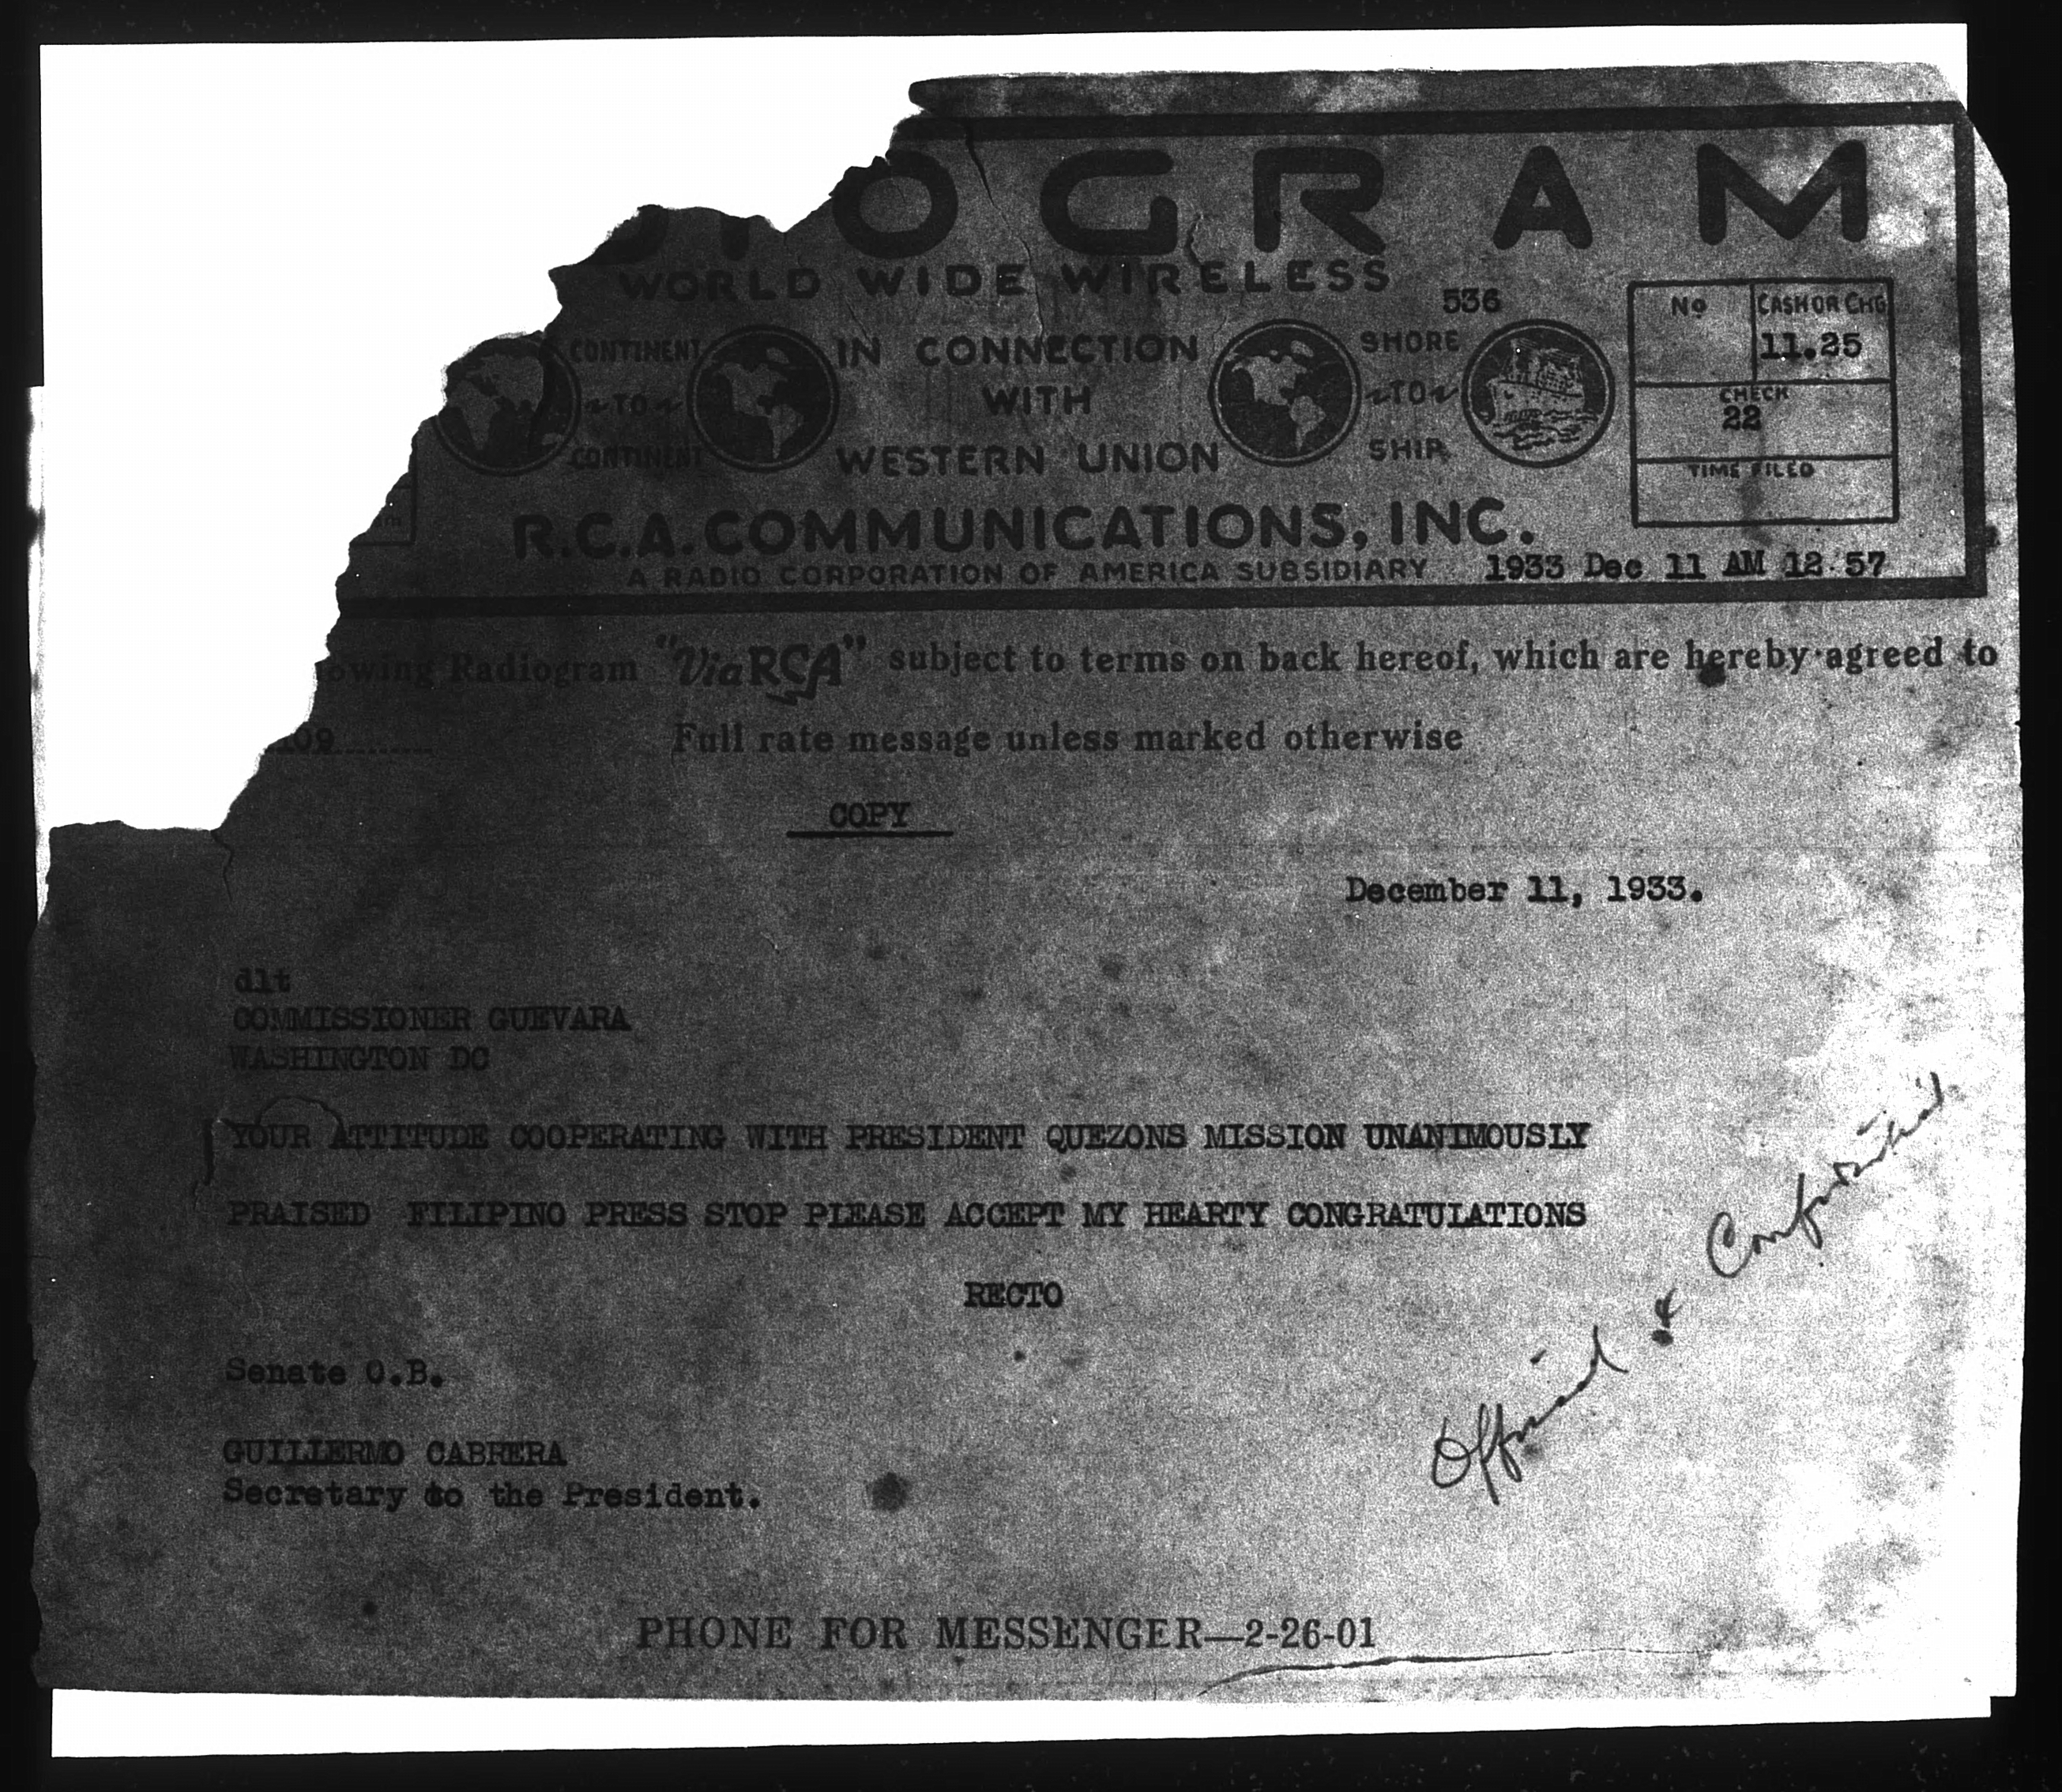 OGRAM
WORLD WIDE WIRELESS
536
CONTINENT
~TO~
CONTINENT
IN CONNECTION
WITH
WESTERN UNION
SHORE
~TO~
SHIP
No
CASH OR CHG
11.25
CHECK
22
TIME FILED
R.C.A. COMMUNICATIONS, INC.
A RADIO CORPORATION OF AMERICA SUBSIDIARY
1933 Dec 11 AM 12:57
owing Radiogram "Via RCA" subject to terms on back hereof, which are hereby agreed to
09
Full rate message unless marked otherwise
COPY
December 11, 1933.
dlt
COMMISSIONER GUEVARA
WASHINGTON DC
YOUR ATTITUDE COOPERATING WITH PRESIDENT QUEZONS MISSION UNANIMOUSLY
PRAISED FILIPINO PRESS STOP PLEASE ACCEPT MY HEARTY CONGRATULATIONS
RECTO
Official & Confidential
Senate O.B.
GUILLERMO CABRERA
Secretary to the President.
PHONE FOR MESSENGER—2-26-01